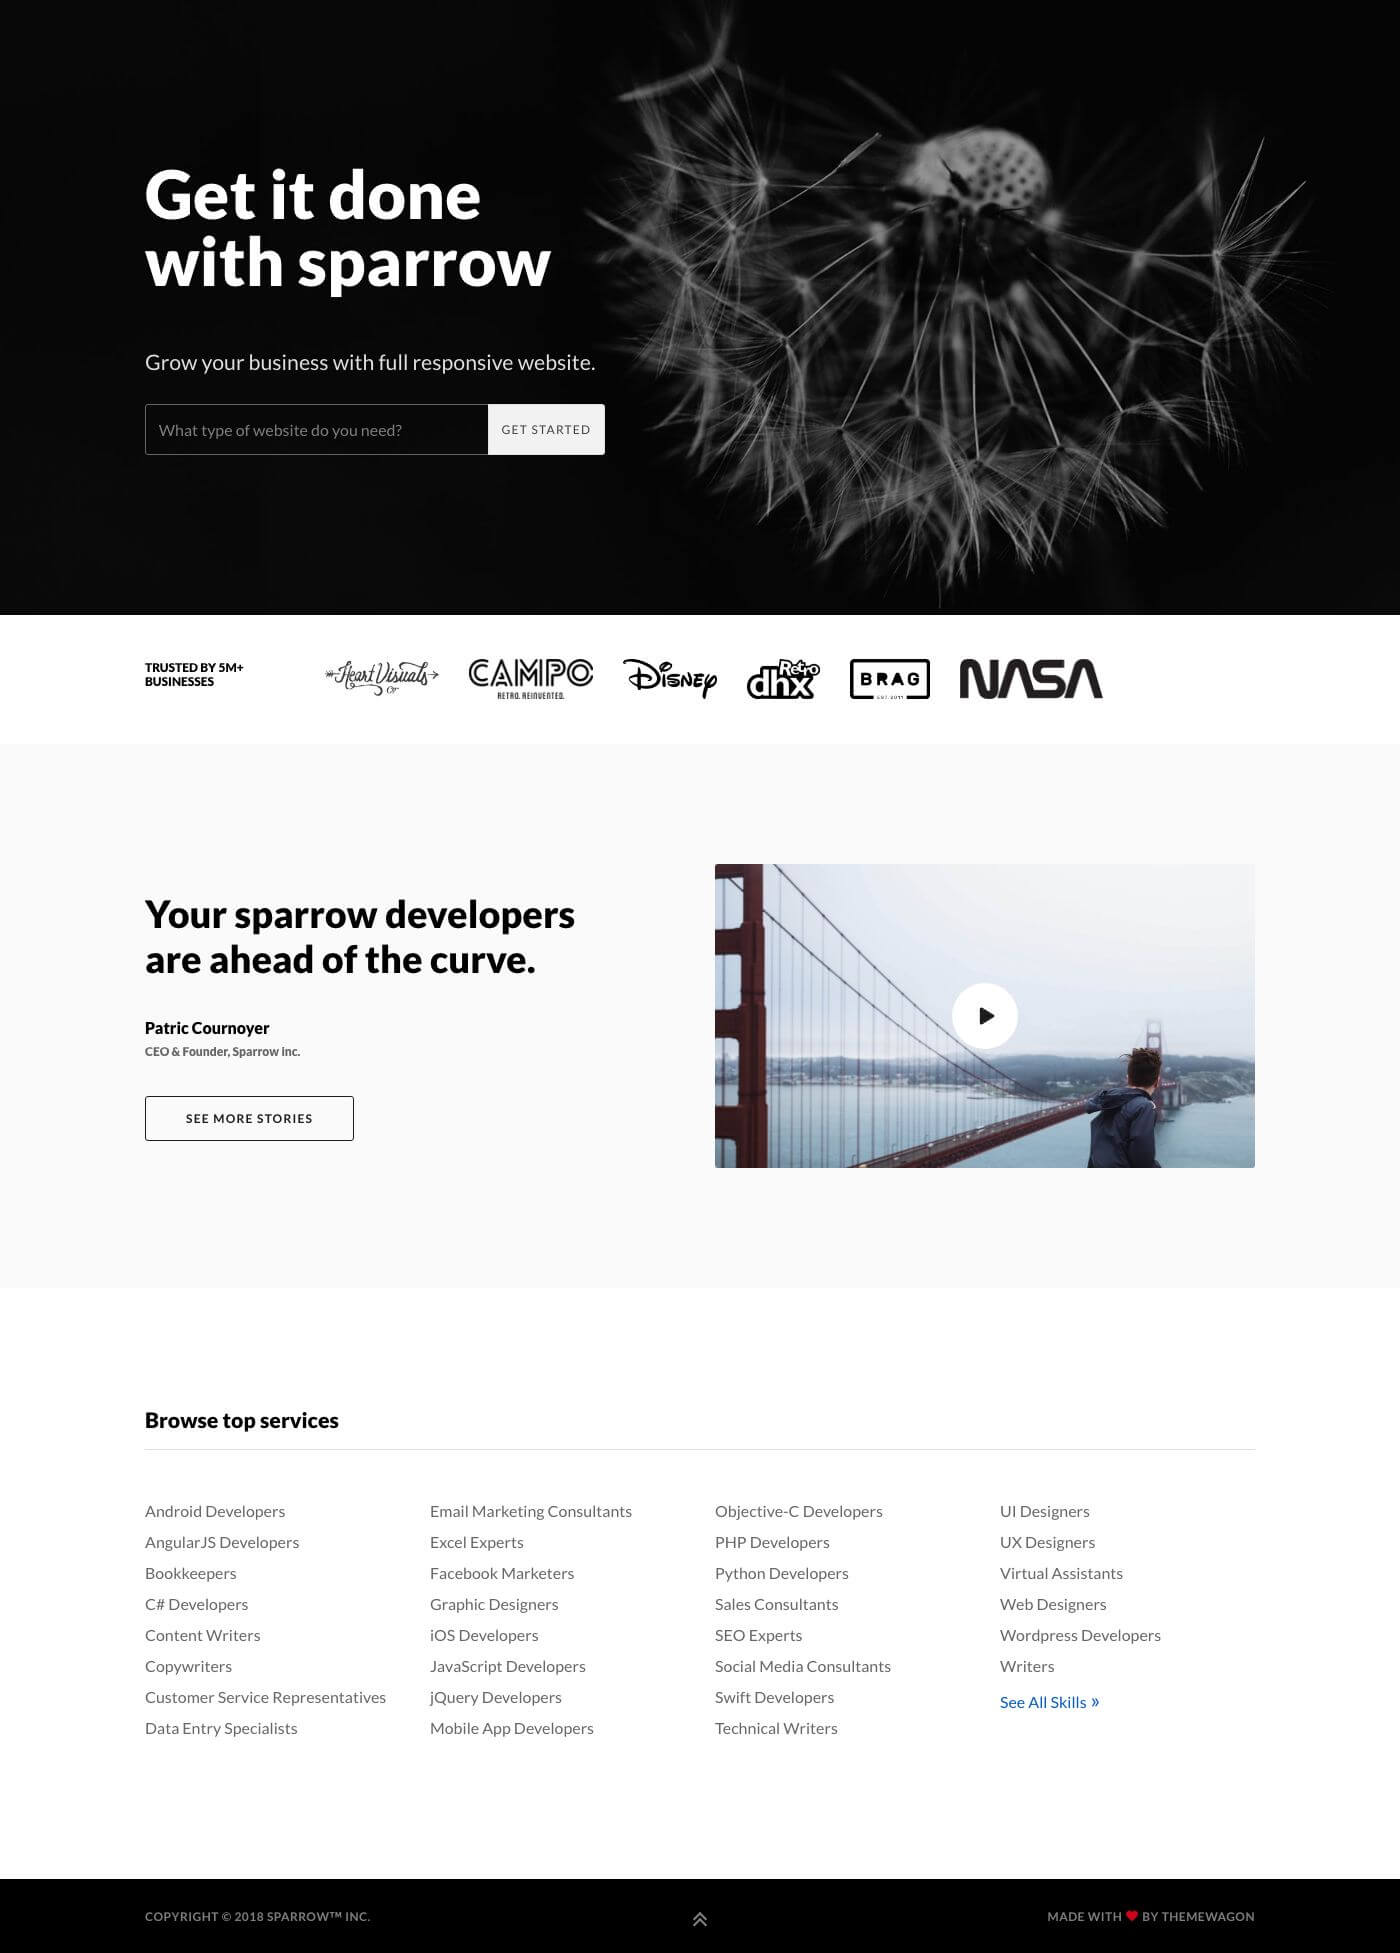 Get it done
with sparrow
Grow your business with full responsive website.
What type of website do you need?
GET STARTED
TRUSTED BY 5M+
BUSINESSES
Heart Visuals
Co
CAMPO
RETRO. REINVENTED.
Disney
Retro
dhx
BRAG
EST. 2011
NASA
Your sparrow developers
are ahead of the curve.
Patric Cournoyer
CEO & Founder, Sparrow inc.
SEE MORE STORIES
Browse top services
Android Developers
AngularJS Developers
Bookkeepers
C# Developers
Content Writers
Copywriters
Customer Service Representatives
Data Entry Specialists
Email Marketing Consultants
Excel Experts
Facebook Marketers
Graphic Designers
iOS Developers
JavaScript Developers
jQuery Developers
Mobile App Developers
Objective-C Developers
PHP Developers
Python Developers
Sales Consultants
SEO Experts
Social Media Consultants
Swift Developers
Technical Writers
UI Designers
UX Designers
Virtual Assistants
Web Designers
Wordpress Developers
Writers
See All Skills »
COPYRIGHT © 2018 SPARROW™ INC.
MADE WITH ❤ BY THEMEWAGON